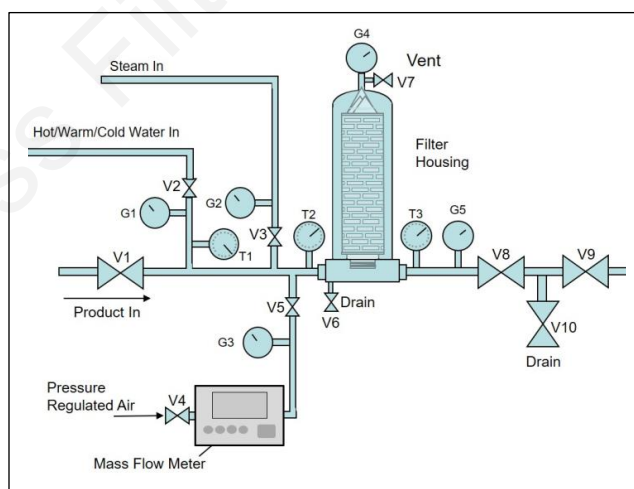 G4
Steam In
Vent
V7
Hot/Warm/Cold Water In
Filter
Housing
V2
G1
G2
T2
T3
G5
V3
T1
V1
V8
V9
Product In
V5
Drain
V6
G3
V10
Drain
Pressure
Regulated Air
V4
Mass Flow Meter
ss Fil